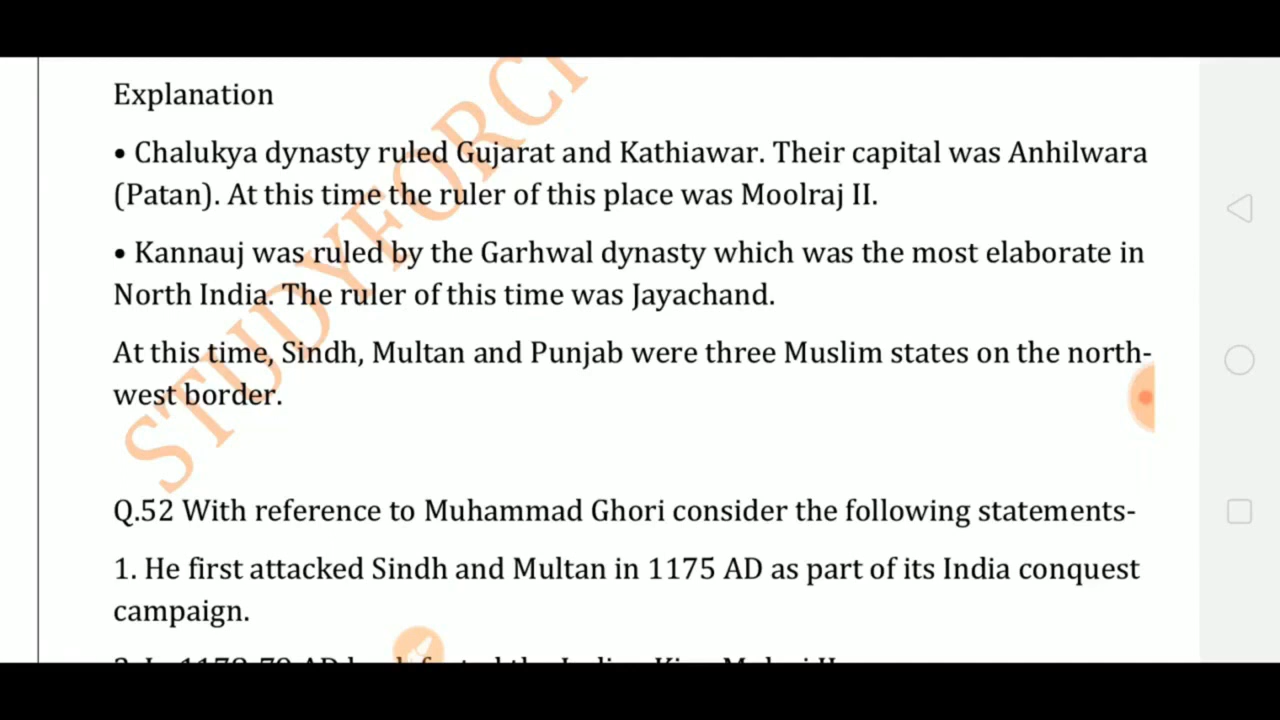 Explanation
• Chalukya dynasty ruled Gujarat and Kathiawar. Their capital was Anhilwara
(Patan). At this time the ruler of this place was Moolraj II.
• Kannauj was ruled by the Garhwal dynasty which was the most elaborate in
North India. The ruler of this time was Jayachand.
At this time, Sindh, Multan and Punjab were three Muslim states on the north-
west border.
Q.52 With reference to Muhammad Ghori consider the following statements-
1. He first attacked Sindh and Multan in 1175 AD as part of its India conquest
campaign.
STUDYFORCI